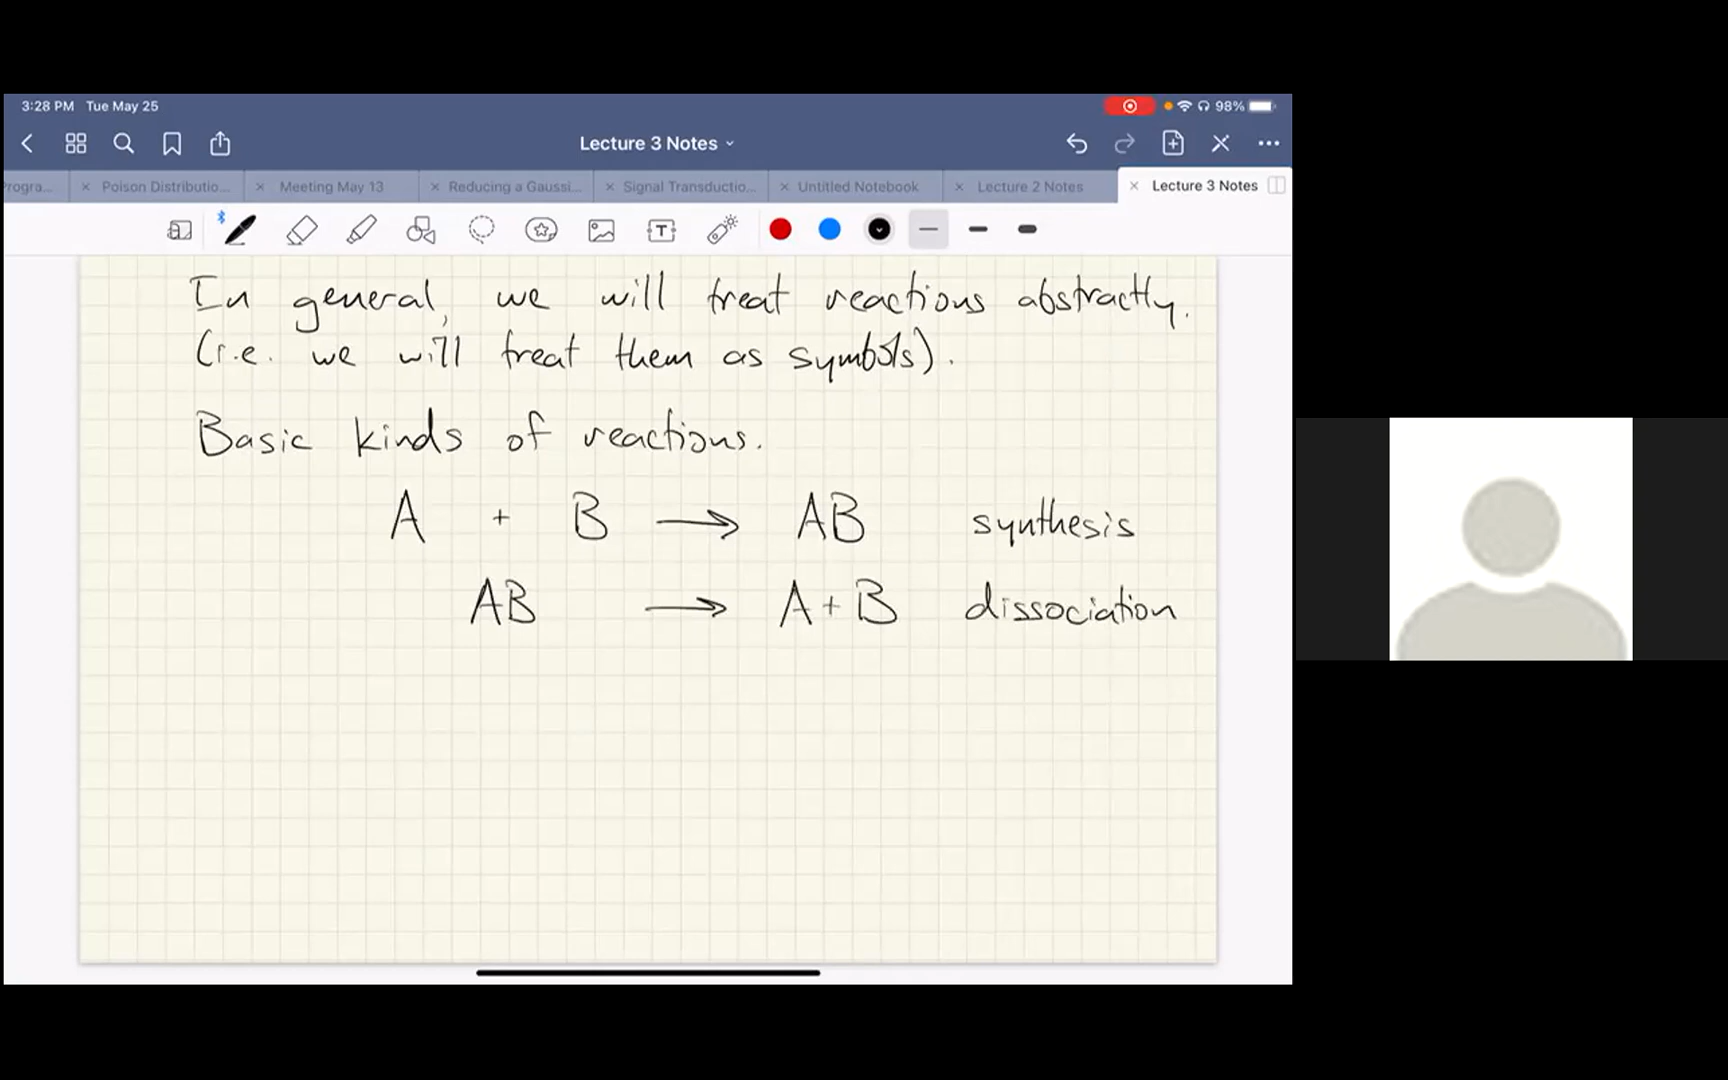 3:28 PM Tue May 25
98%
Lecture 3 Notes
Progra...
Poison Distributio...
Meeting May 13
Reducing a Gaussi...
Signal Transductio...
Untitled Notebook
Lecture 2 Notes
Lecture 3 Notes
T
In general, we will treat reactions abstractly.
(i.e. we will treat them as symbols).
Basic kinds of reactions.
A + B → AB synthesis
AB → A + B dissociation